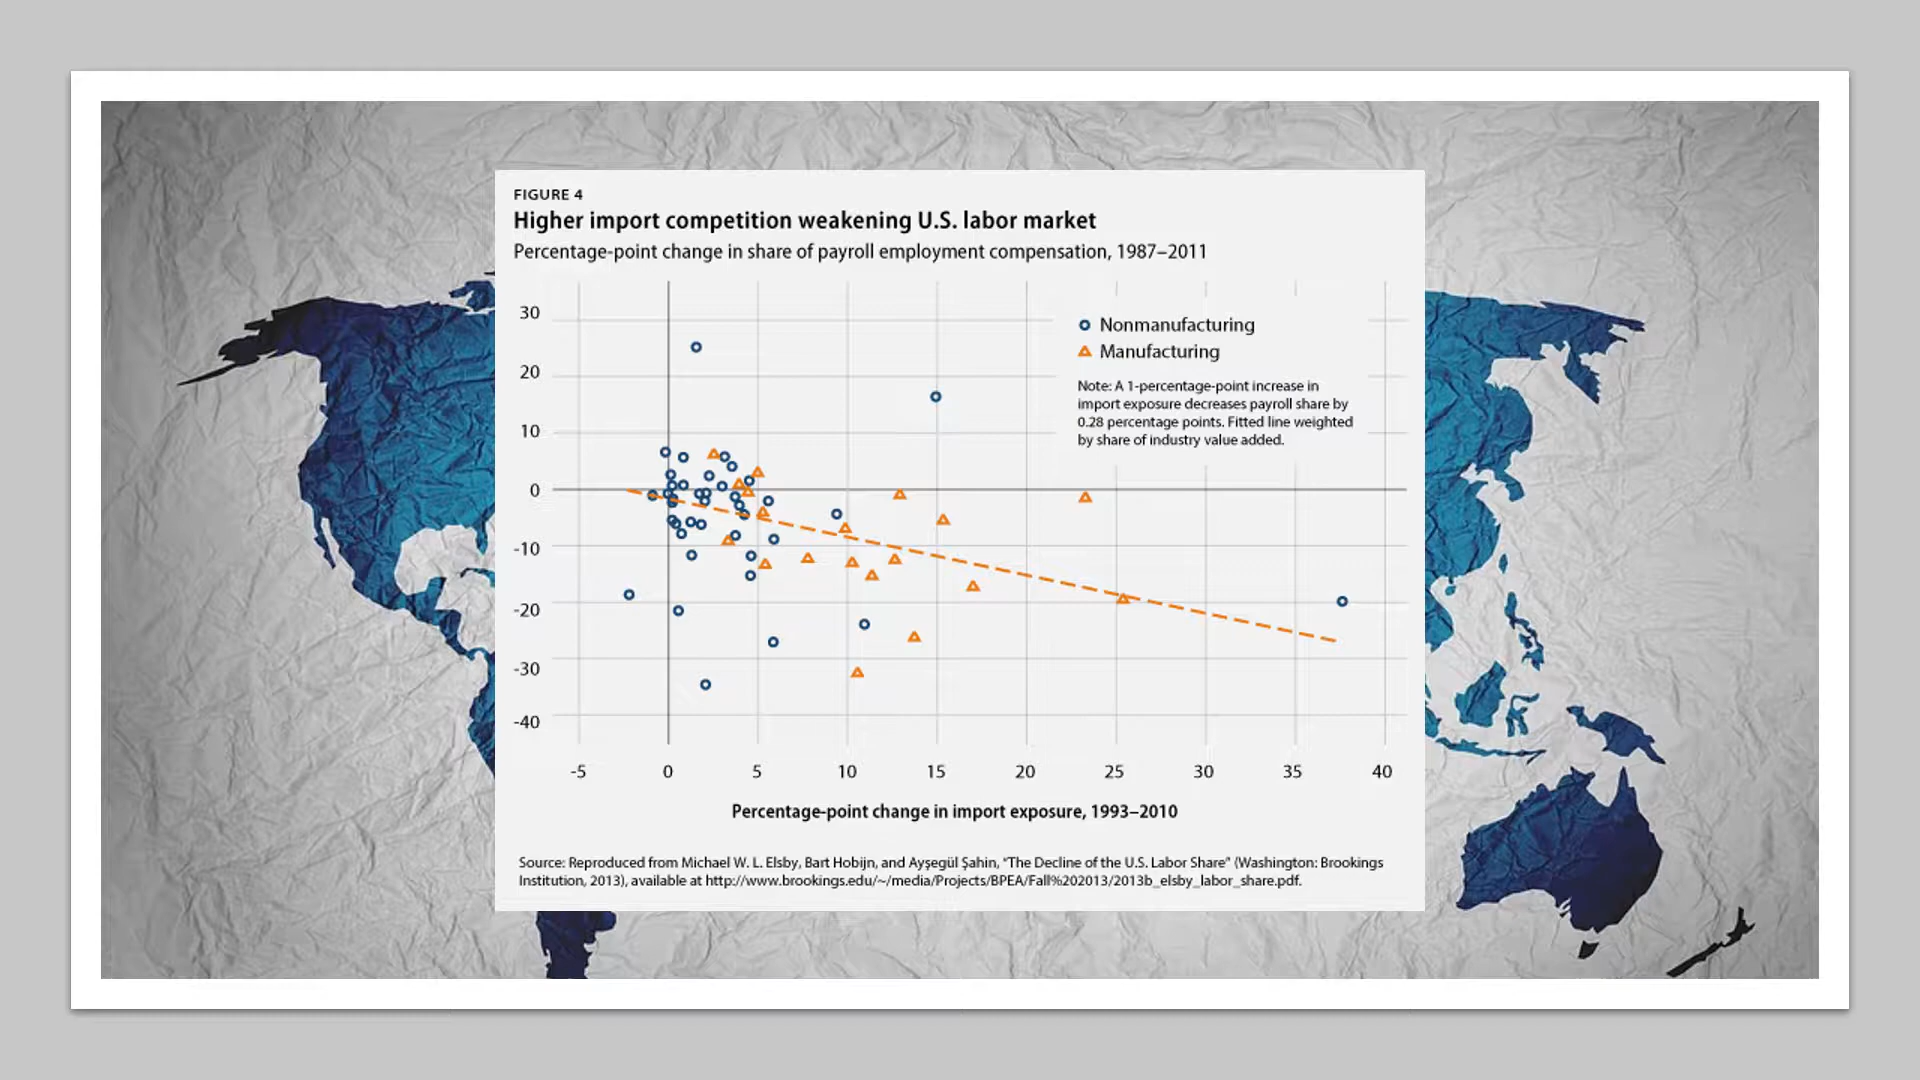 FIGURE 4
Higher import competition weakening U.S. labor market
Percentage-point change in share of payroll employment compensation, 1987–2011
30
20
10
0
-10
-20
-30
-40
Nonmanufacturing
Manufacturing
Note: A 1-percentage-point increase in
import exposure decreases payroll share by
0.28 percentage points. Fitted line weighted
by share of industry value added.
-5 0 5 10 15 20 25 30 35 40
Percentage-point change in import exposure, 1993–2010
Source: Reproduced from Michael W. L. Elsby, Bart Hobijn, and Ayşegül Şahin, “The Decline of the U.S. Labor Share” (Washington: Brookings
Institution, 2013), available at http://www.brookings.edu/~/media/Projects/BPEA/Fall%202013/2013b_elsby_labor_share.pdf.